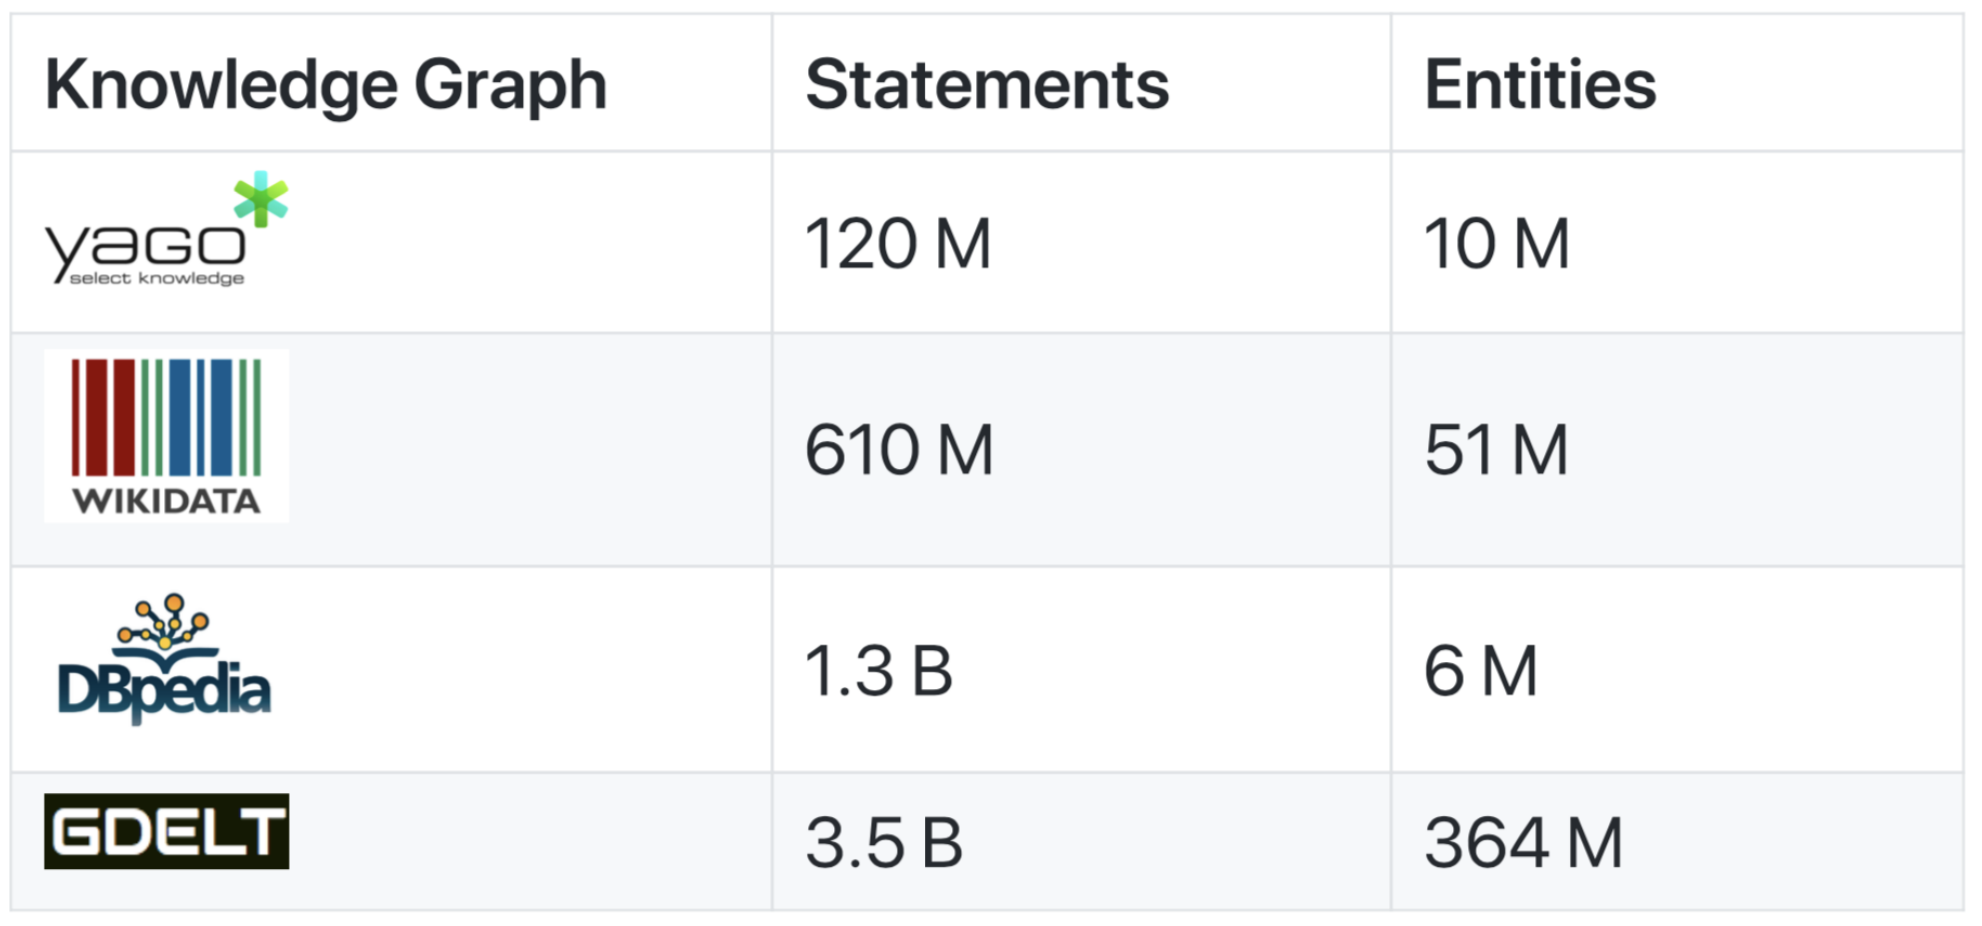 Knowledge Graph Statements Entities
yago select knowledge 120 M 10 M
WIKIDATA 610 M 51 M
DBpedia 1.3 B 6 M
GDELT 3.5 B 364 M